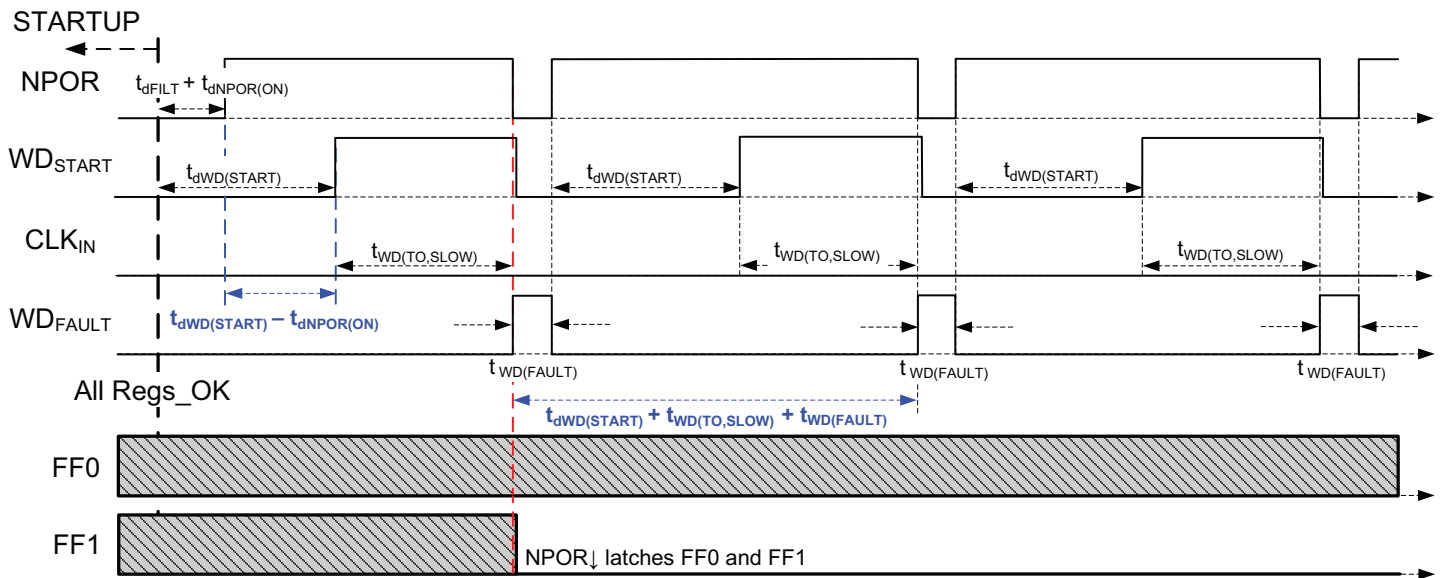 STARTUP
NPOR
tdFILT + tdNPOR(ON)
WDSTART
tdWD(START)
tdWD(START)
tdWD(START)
CLKIN
tWD(TO,SLOW)
tWD(TO,SLOW)
tWD(TO,SLOW)
tdWD(START) – tdNPOR(ON)
WDFAULT
tWD(FAULT)
tWD(FAULT)
tWD(FAULT)
All Regs_OK
tdWD(START) + tWD(TO,SLOW) + tWD(FAULT)
FF0
FF1
NPOR↓ latches FF0 and FF1